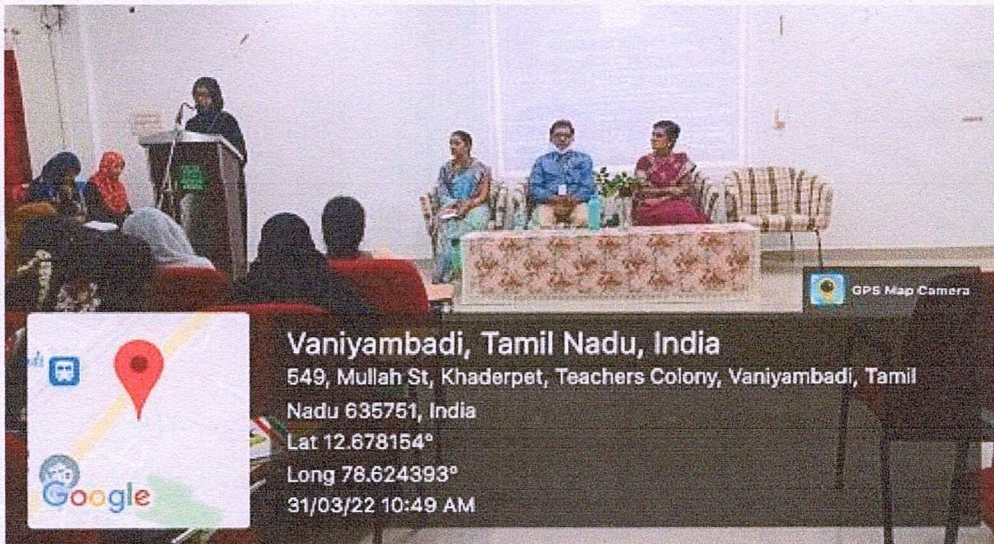 GPS Map Camera
Vaniyambadi, Tamil Nadu, India
549, Mullah St, Khaderpet, Teachers Colony, Vaniyambadi, Tamil
Nadu 635751, India
Lat 12.678154°
Long 78.624393°
31/03/22 10:49 AM
Google